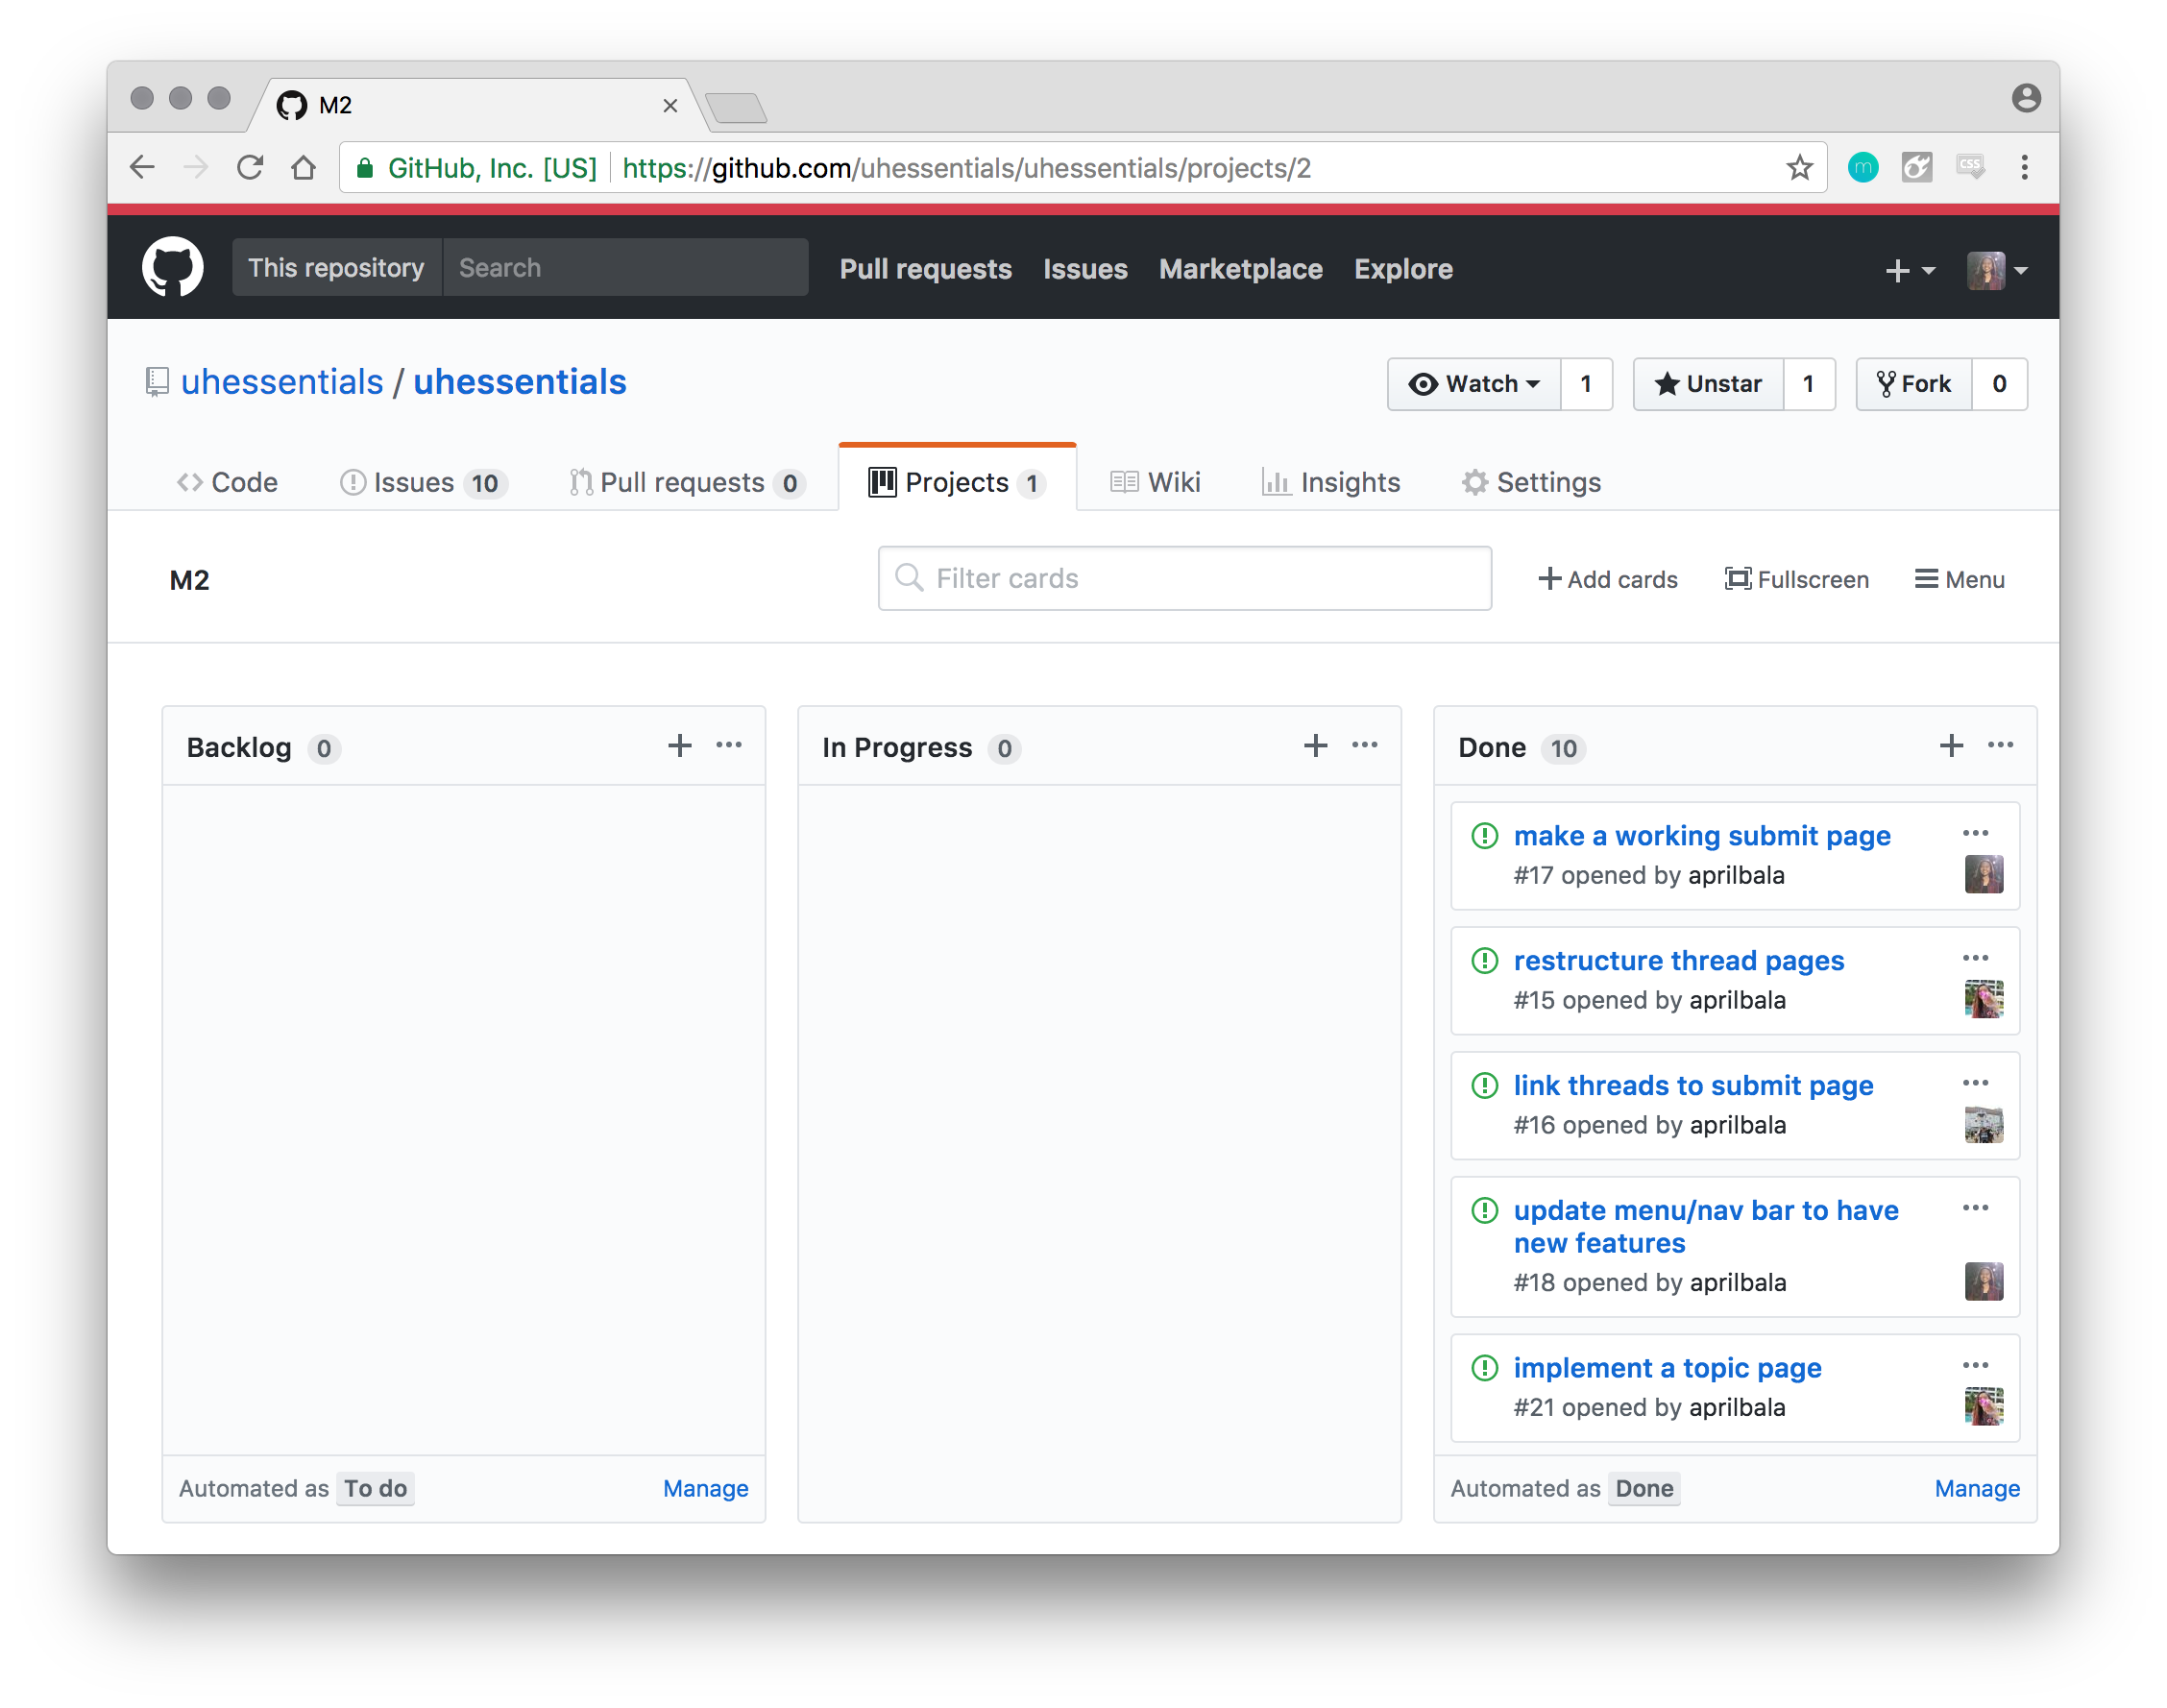 M2
GitHub, Inc. [US] https://github.com/uhessentials/uhessentials/projects/2
m
CSS
This repository Search Pull requests Issues Marketplace Explore
uhessentials / uhessentials
Watch 1 Unstar 1 Fork 0
Code Issues 10 Pull requests 0 Projects 1 Wiki Insights Settings
M2 Filter cards Add cards Fullscreen Menu
Backlog 0
Automated as To do Manage
In Progress 0
Done 10
make a working submit page
#17 opened by aprilbala
restructure thread pages
#15 opened by aprilbala
link threads to submit page
#16 opened by aprilbala
update menu/nav bar to have
new features
#18 opened by aprilbala
implement a topic page
#21 opened by aprilbala
Automated as Done Manage